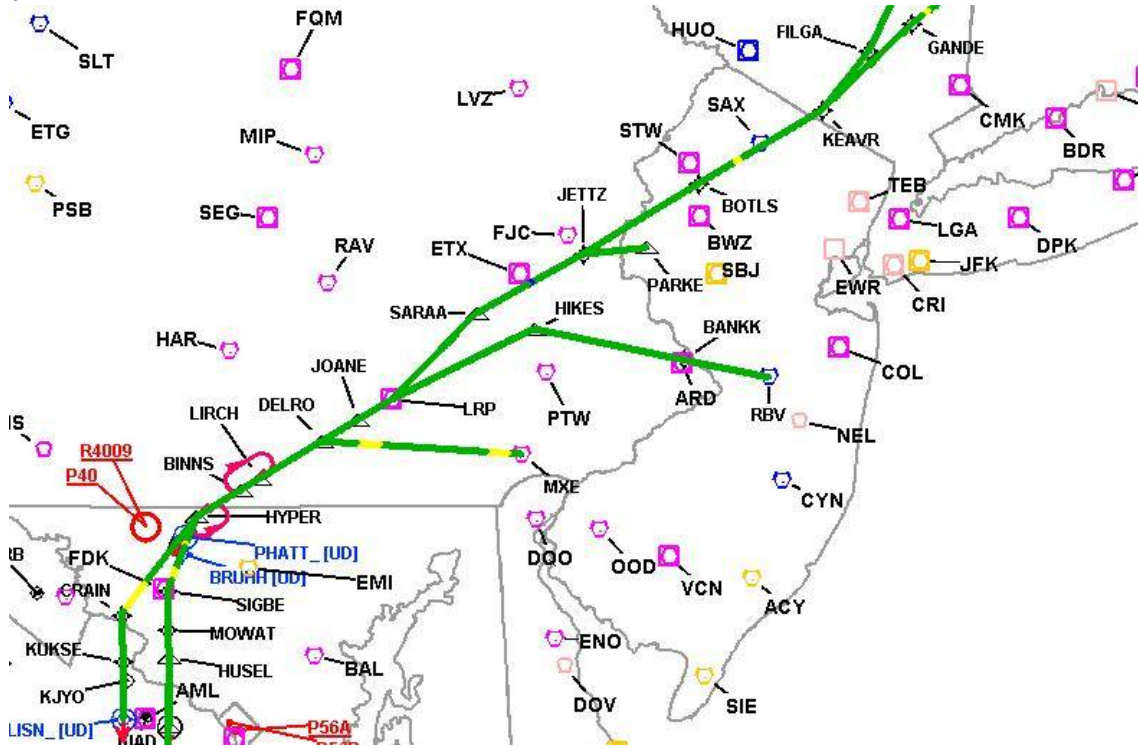 FQM
HUO
FILGA
GANDE
SLT
LVZ
SAX
CMK
ETG
MIP
STW
KEAVR
BDR
PSB
SEG
JETTZ
TEB
BOTLS
LGA
DPK
RAV
ETX
FJC
BWZ
SBJ
PARKE
EWR
JFK
CRI
SARAA
HIKES
HAR
BANKK
JOANE
COL
DELRO
LRP
PTW
ARD
RBV
LIRCH
NEL
R4009
BINNS
P40
MXE
CYN
HYPER
DQO
PHATT_[UD]
FDK
BRUHH [UD]
EMI
OOD
VCN
CRAIN
SIGBE
ACY
MOWAT
KUKSE
HUSEL
BAL
ENO
KJYO
AML
DOV
SIE
LISN_[UD]
P56A